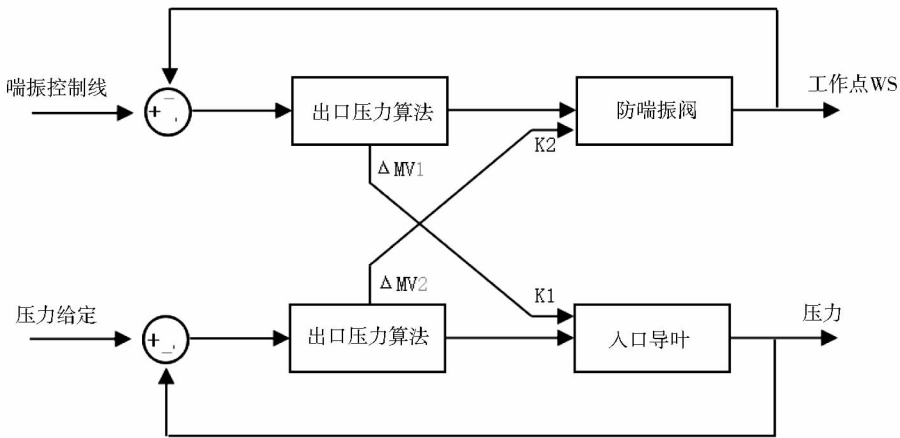 喘振控制线
+
−
出口压力算法
防喘振阀
工作点WS
K2
ΔMV1
ΔMV2
K1
压力给定
+
−
出口压力算法
入口导叶
压力